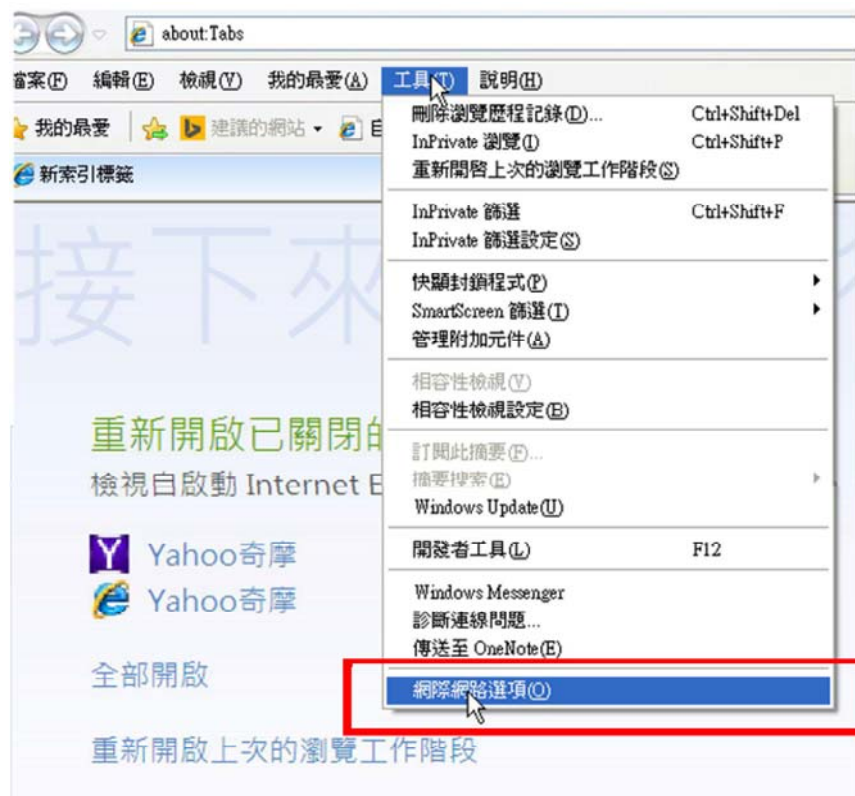 about:Tabs
檔案(F) 編輯(E) 檢視(V) 我的最愛(A) 工具(T) 說明(H)
我的最愛 建議的網站
新索引標籤
刪除瀏覽歷程記錄(D)... Ctrl+Shift+Del
InPrivate 瀏覽(I) Ctrl+Shift+P
重新開啓上次的瀏覽工作階段(S)
InPrivate 篩選 Ctrl+Shift+F
InPrivate 篩選設定(S)
快顯封鎖程式(P)
SmartScreen 篩選(T)
管理附加元件(A)
相容性檢視(V)
相容性檢視設定(B)
訂閱此摘要(F)...
摘要搜索(E)
Windows Update(U)
開發者工具(L) F12
Windows Messenger
診斷連線問題...
傳送至 OneNote(E)
網際網路選項(O)
接下來
重新開啟已關閉的
檢視自啟動 Internet E
Yahoo奇摩
Yahoo奇摩
全部開啟
重新開啟上次的瀏覽工作階段